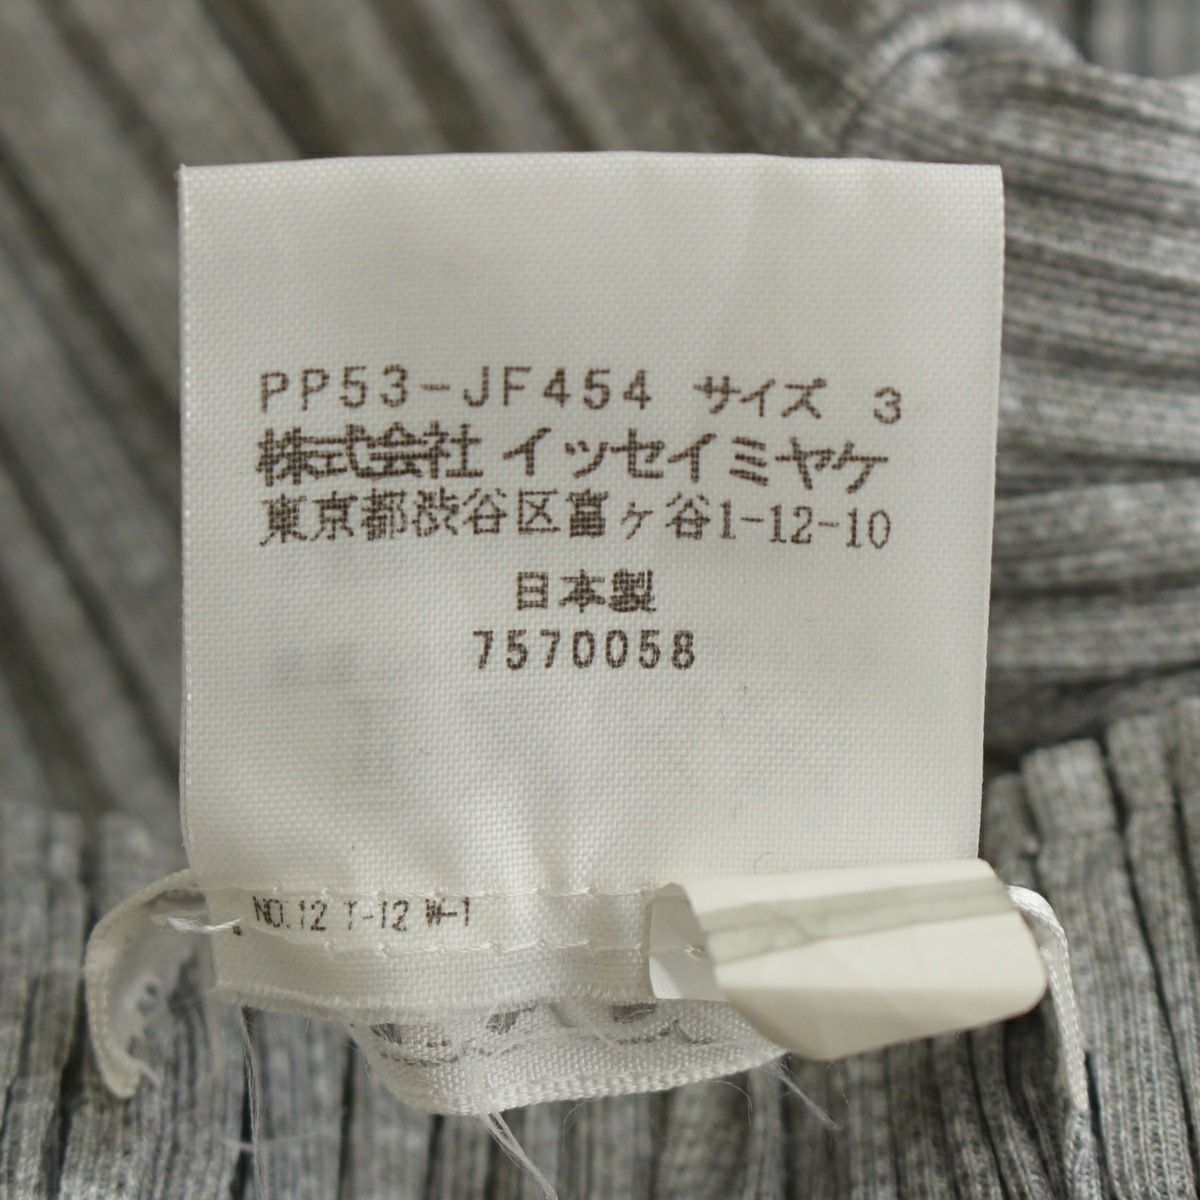 PP53-JF454 サイズ 3
株式会社 イッセイミヤケ
東京都渋谷区富ヶ谷1-12-10
日本製
7570058
NO.12 T-12 W-1